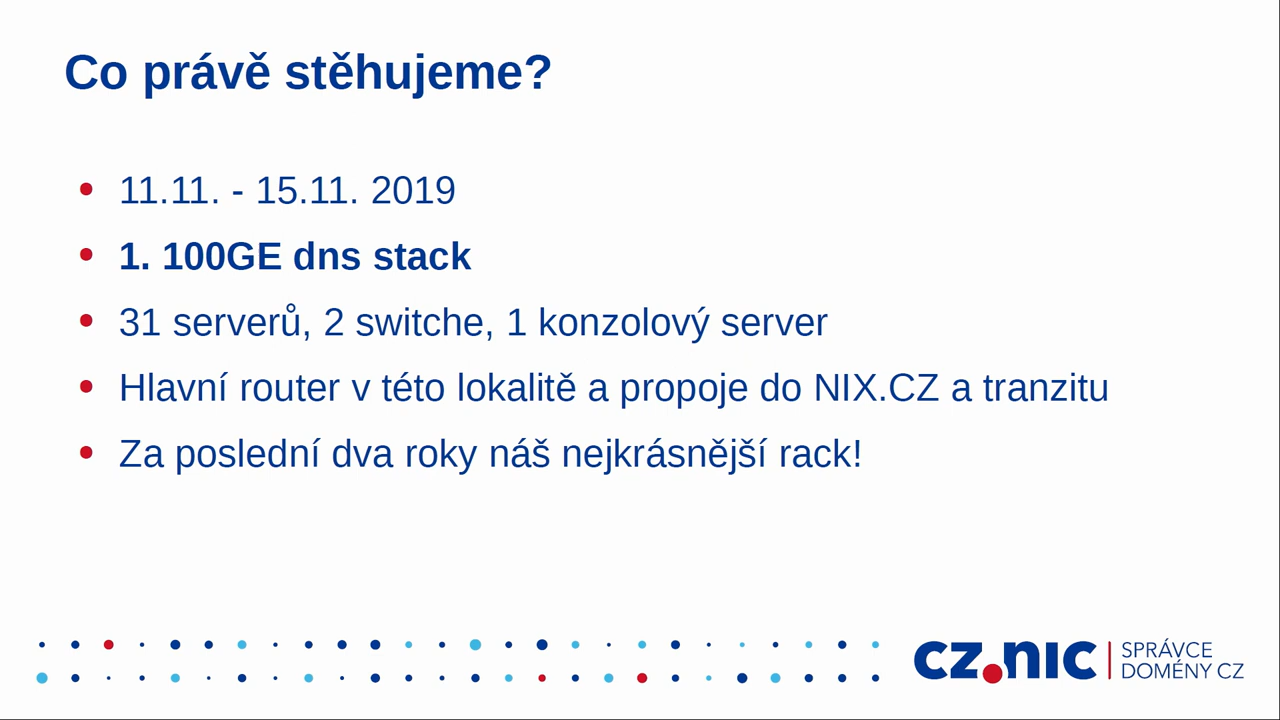 Co právě stěhujeme?
11.11. - 15.11. 2019
1. 100GE dns stack
31 serverů, 2 switche, 1 konzolový server
Hlavní router v této lokalitě a propoje do NIX.CZ a tranzitu
Za poslední dva roky náš nejkrásnější rack!
CZ.NIC
SPRÁVCE
DOMÉNY CZ